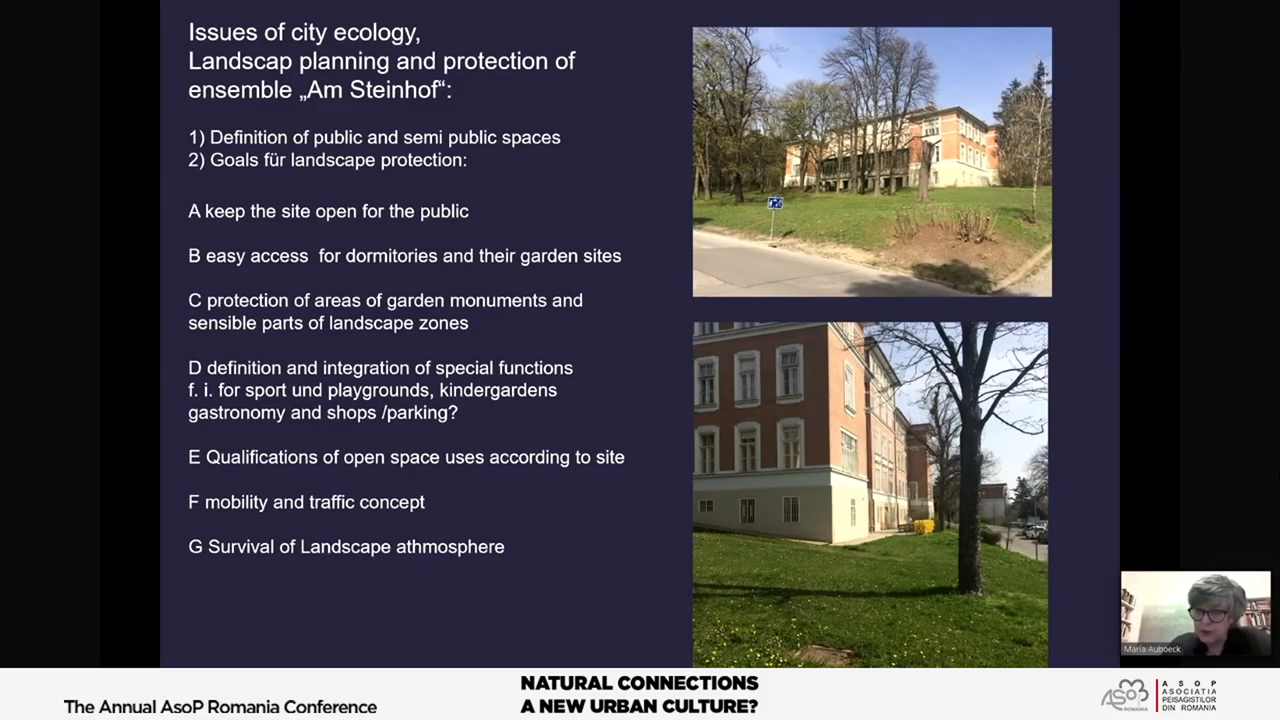 Issues of city ecology,
Landscap planning and protection of
ensemble „Am Steinhof“:
1) Definition of public and semi public spaces
2) Goals für landscape protection:
A keep the site open for the public
B easy access for dormitories and their garden sites
C protection of areas of garden monuments and
sensible parts of landscape zones
D definition and integration of special functions
f. i. for sport und playgrounds, kindergardens
gastronomy and shops /parking?
E Qualifications of open space uses according to site
F mobility and traffic concept
G Survival of Landscape athmosphere
Maria Auboeck
The Annual AsoP Romania Conference
NATURAL CONNECTIONS
A NEW URBAN CULTURE?
ASoP
ROMANIA
ASOP
ASOCIATIA
PEISAGISTILOR
DIN ROMANIA